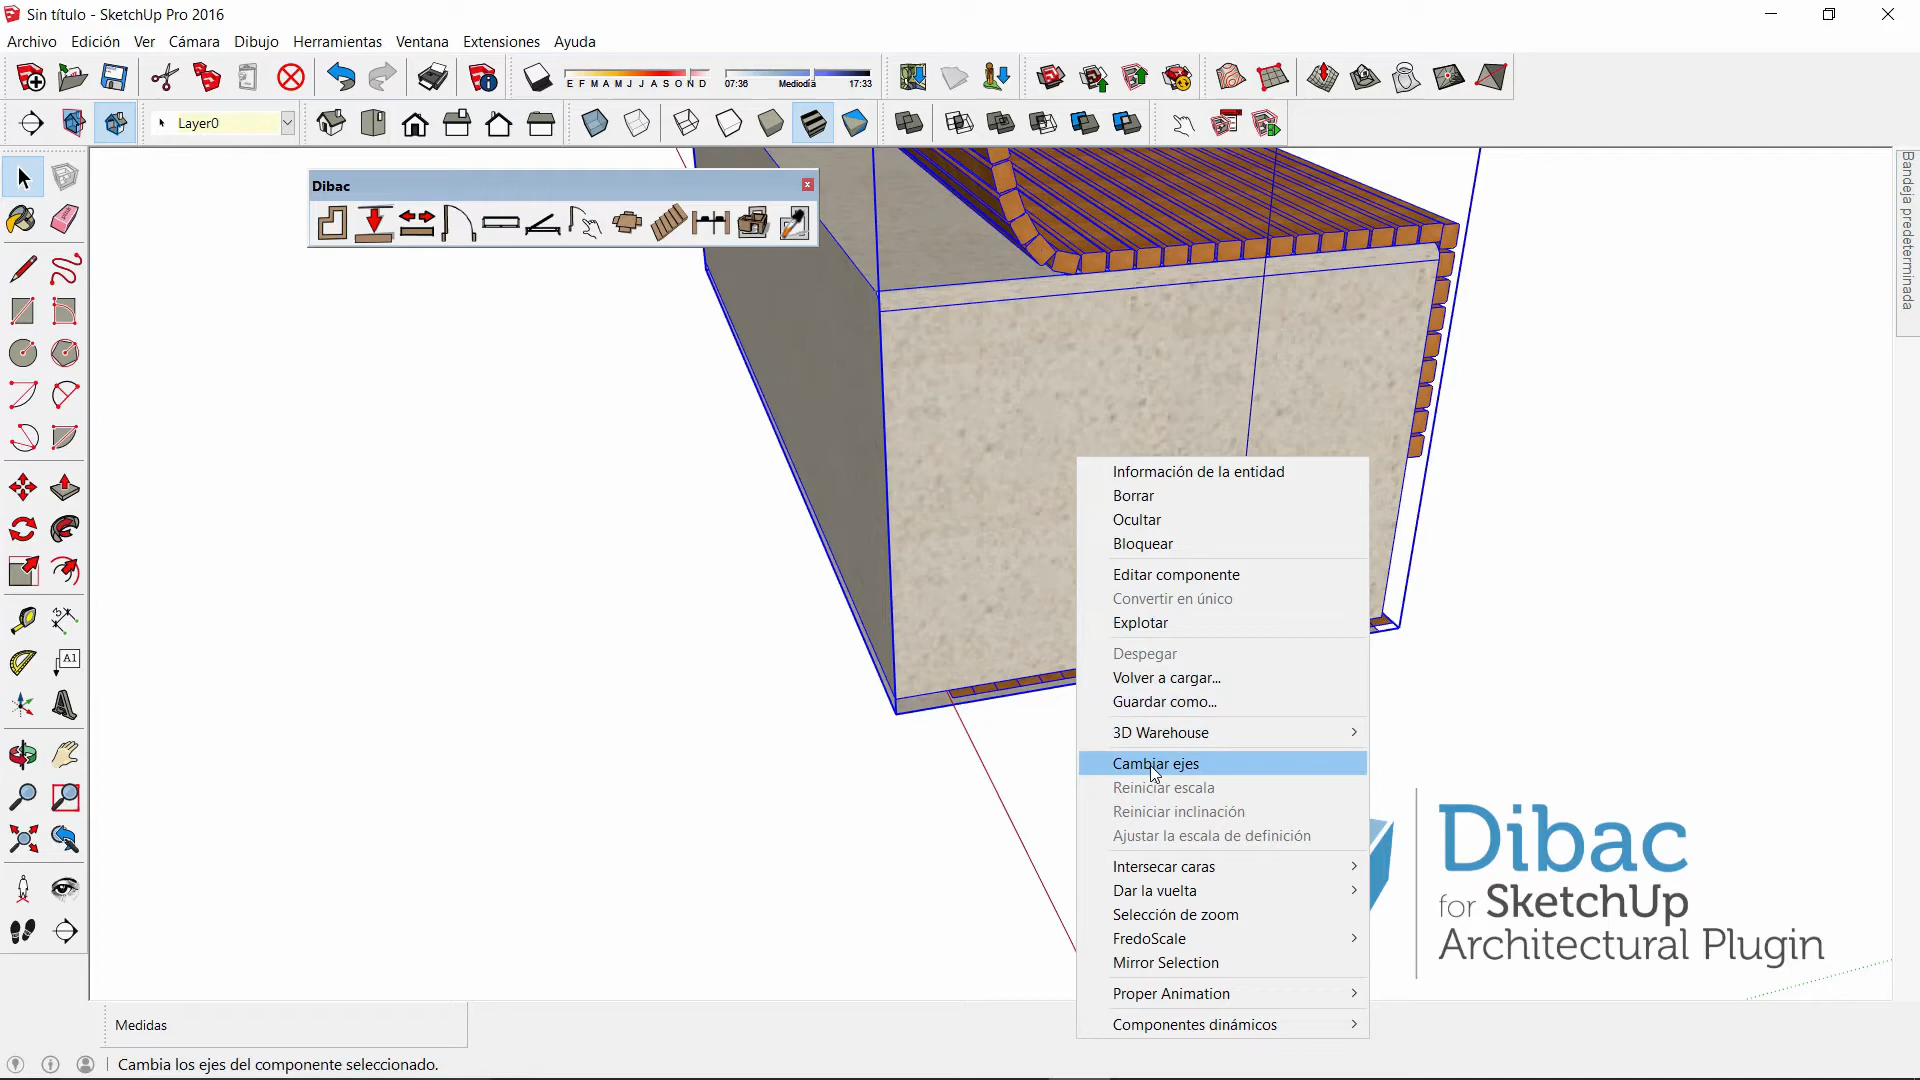 Sin título - SketchUp Pro 2016
Archivo Edición Ver Cámara Dibujo Herramientas Ventana Extensiones Ayuda
E F M A M J J A S O N D
07:36 Mediodía 17:33
Layer0
Dibac
A1
Bandeja predeterminada
Información de la entidad
Borrar
Ocultar
Bloquear
Editar componente
Convertir en único
Explotar
Despegar
Volver a cargar...
Guardar como...
3D Warehouse
Cambiar ejes
Reiniciar escala
Reiniciar inclinación
Ajustar la escala de definición
Intersecar caras
Dar la vuelta
Selección de zoom
FredoScale
Mirror Selection
Proper Animation
Componentes dinámicos
Dibac
for SketchUp
Architectural Plugin
Medidas
Cambia los ejes del componente seleccionado.